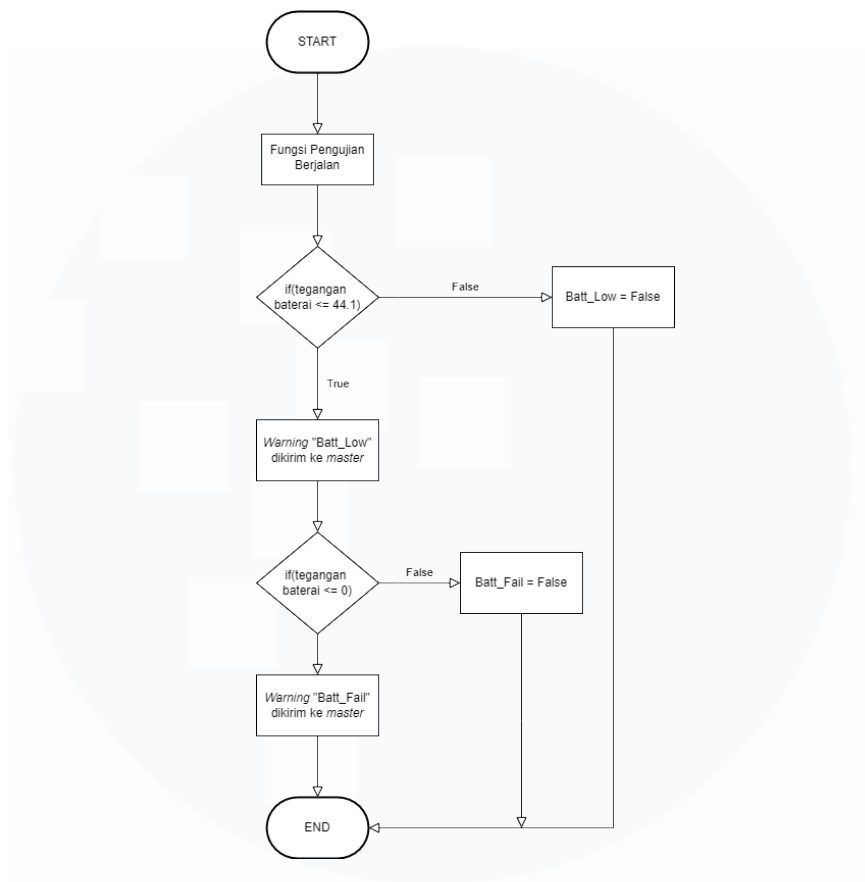 START
Fungsi Pengujian
Berjalan
if(tegangan
baterai <= 44.1)
False
Batt_Low = False
True
Warning "Batt_Low"
dikirim ke master
if(tegangan
baterai <= 0)
False
Batt_Fail = False
Warning "Batt_Fail"
dikirim ke master
END